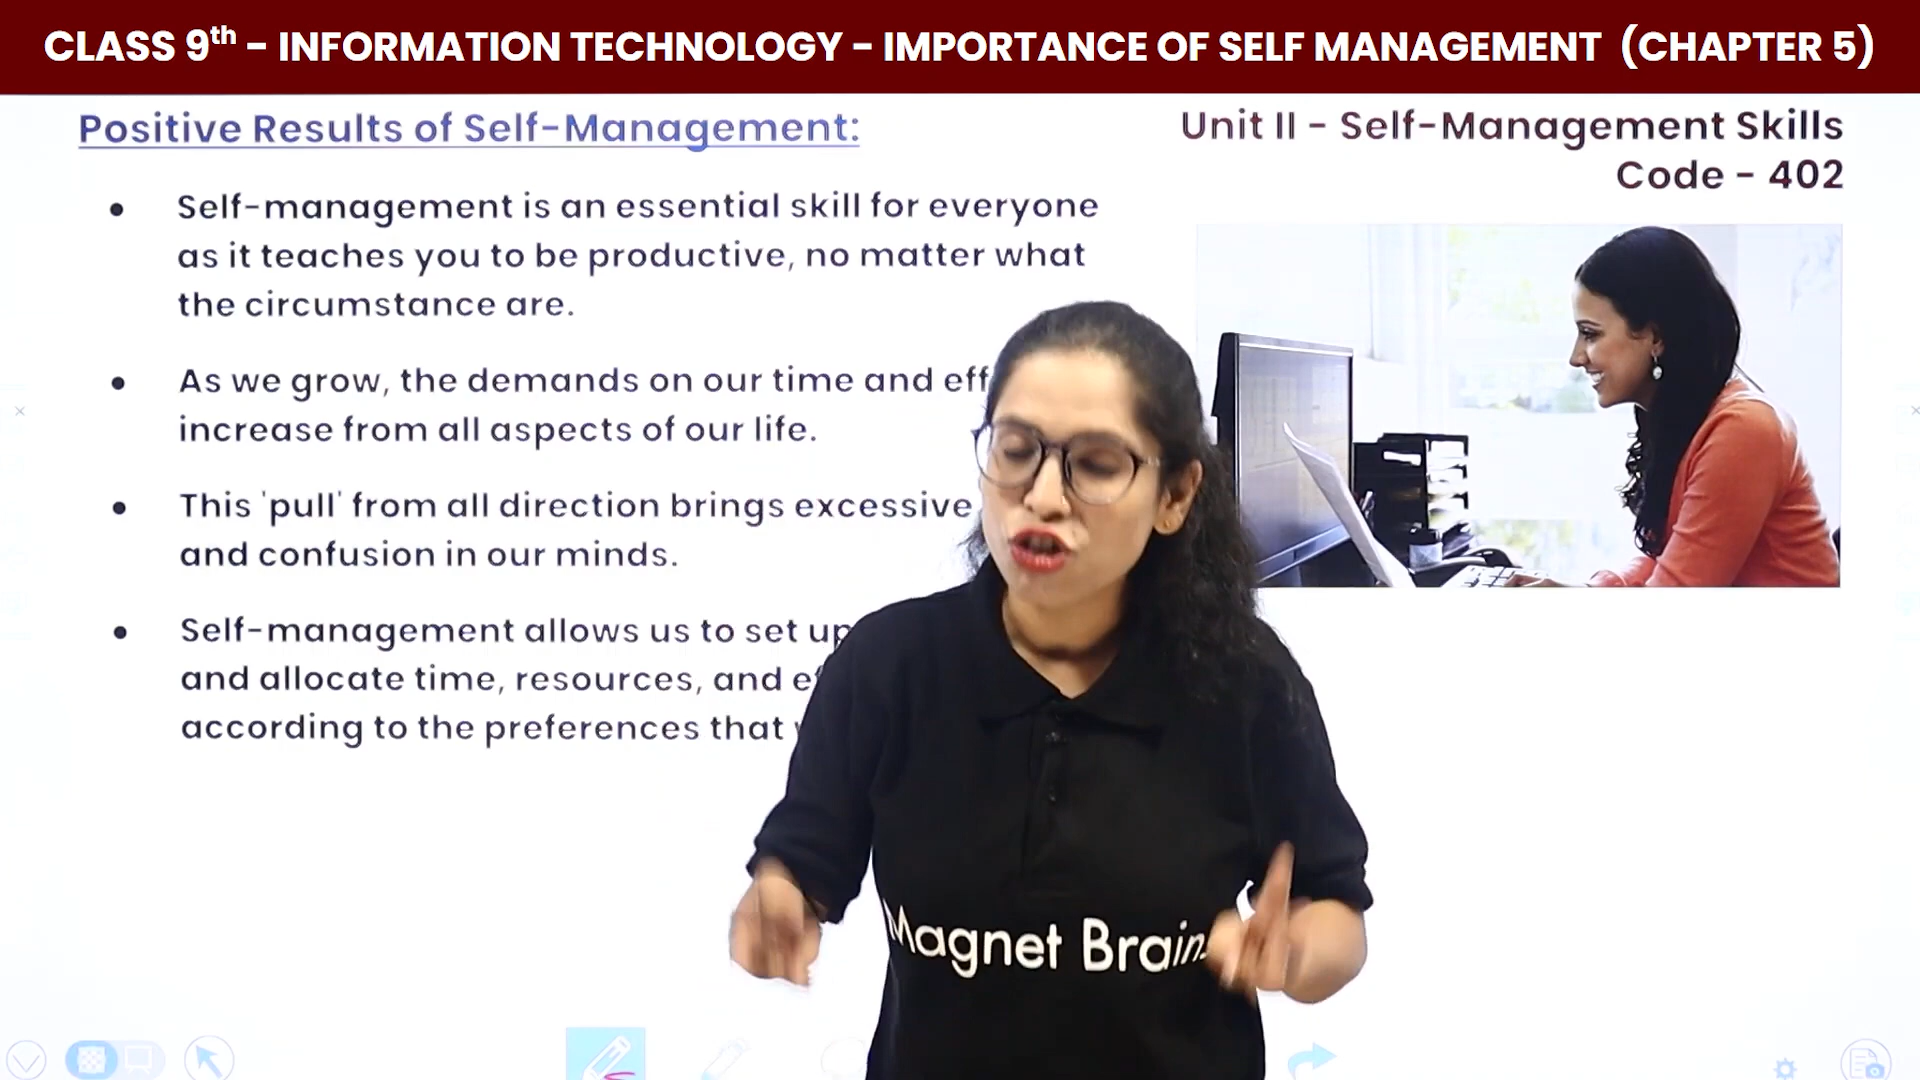 CLASS 9th - INFORMATION TECHNOLOGY - IMPORTANCE OF SELF MANAGEMENT (CHAPTER 5)
Positive Results of Self-Management:
Unit II - Self-Management Skills
Code - 402
• Self-management is an essential skill for everyone
as it teaches you to be productive, no matter what
the circumstance are.
• As we grow, the demands on our time and
increase from all aspects of our life.
• This 'pull' from all direction brings excessive
and confusion in our minds.
• Self-management allows us to set up
and allocate time, resources, and
according to the preferences that
Magnet Brains